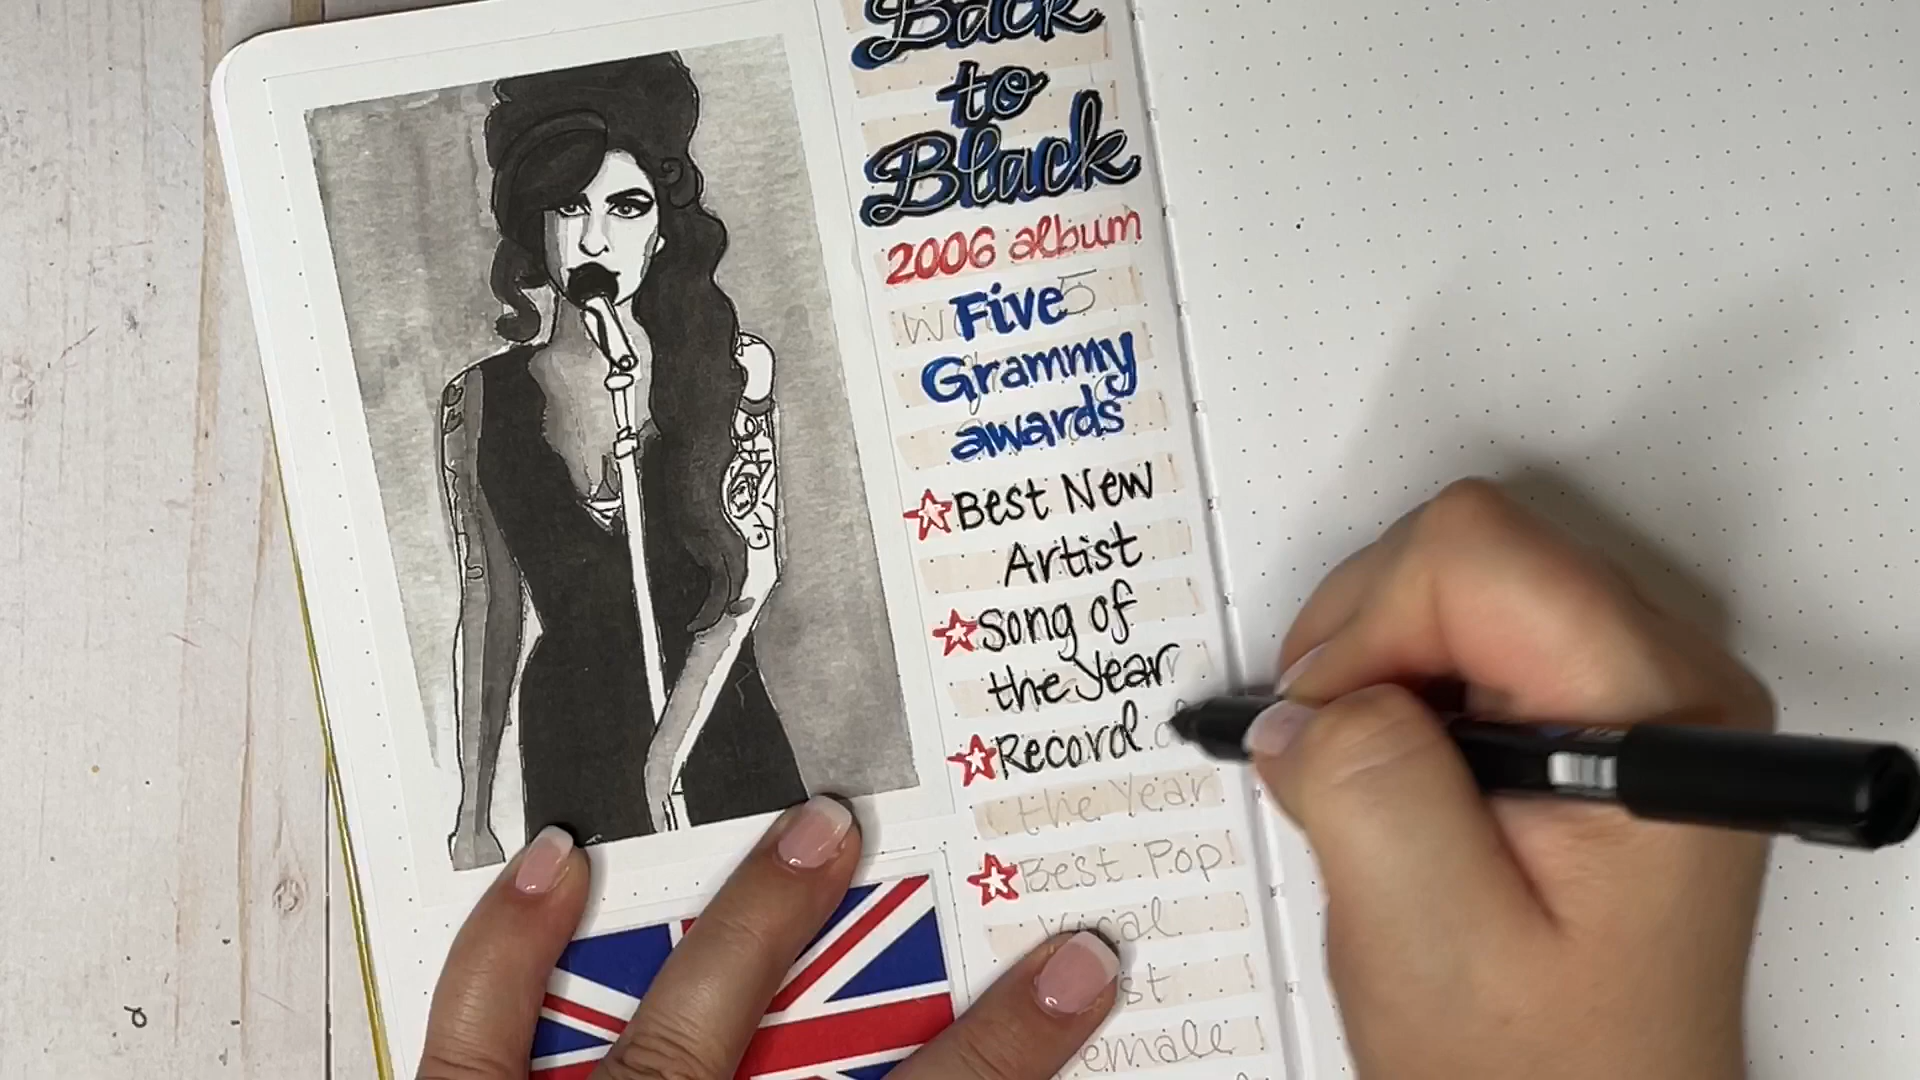 Back
to
Black
2006 album
Five
Grammy
awards
Best New
Artist
Song of
the Year
Record
the Year
Best Pop
Vocal
Female